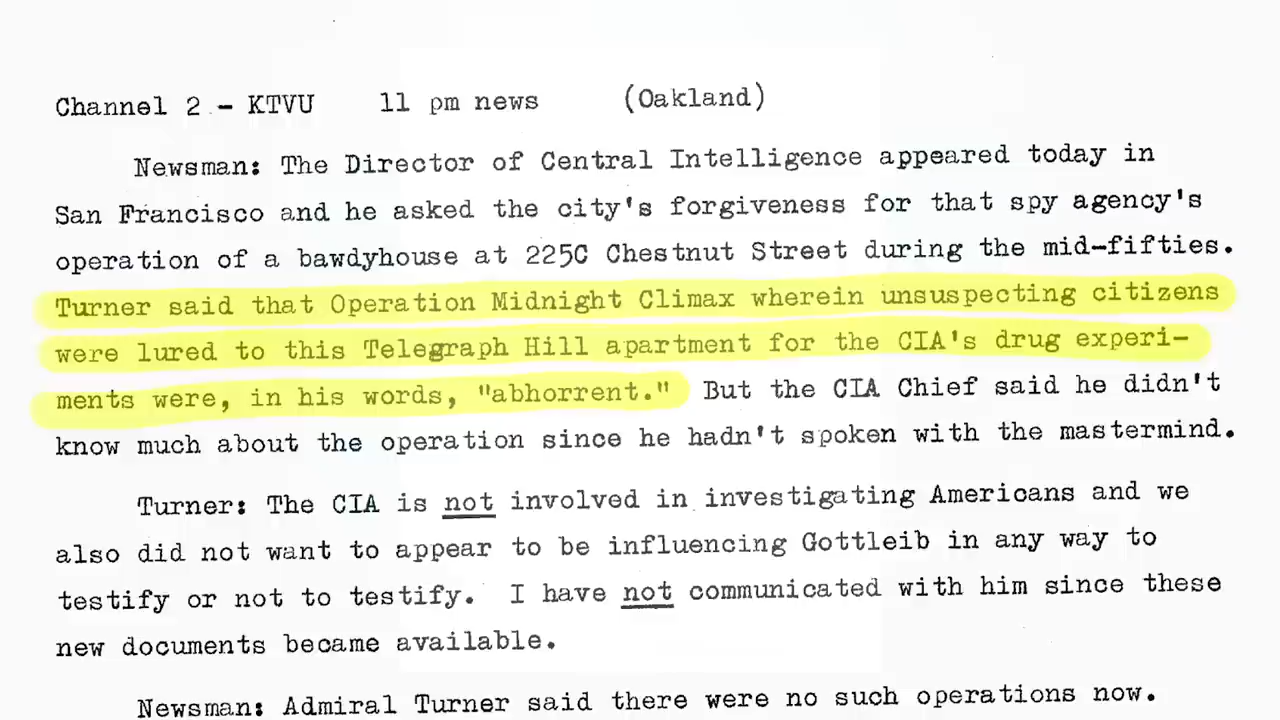 Channel 2 - KTVU 11 pm news (Oakland)
Newsman: The Director of Central Intelligence appeared today in
San Francisco and he asked the city's forgiveness for that spy agency's
operation of a bawdyhouse at 225C Chestnut Street during the mid-fifties.
Turner said that Operation Midnight Climax wherein unsuspecting citizens
were lured to this Telegraph Hill apartment for the CIA's drug experi-
ments were, in his words, "abhorrent." But the CIA Chief said he didn't
know much about the operation since he hadn't spoken with the mastermind.
Turner: The CIA is not involved in investigating Americans and we
also did not want to appear to be influencing Gottleib in any way to
testify or not to testify. I have not communicated with him since these
new documents became available.
Newsman: Admiral Turner said there were no such operations now.